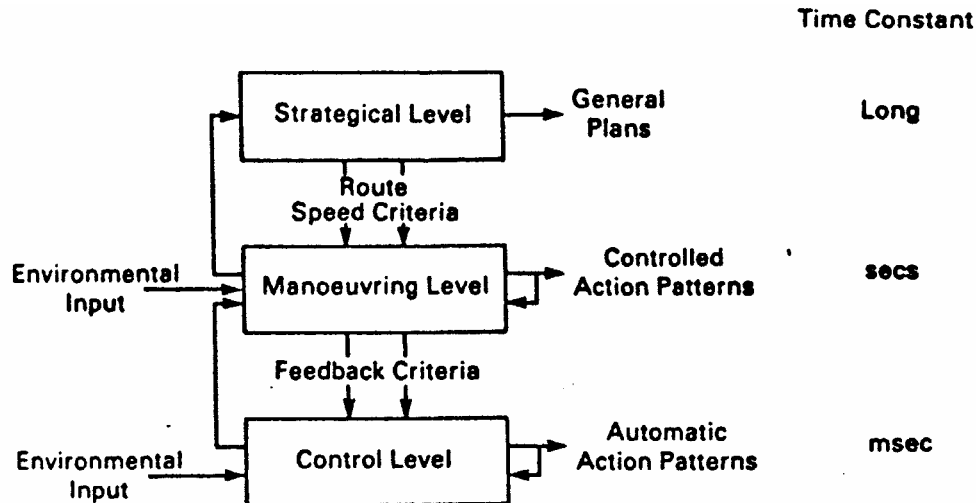 Time Constant
Strategical Level
General
Plans
Long
Route
Speed Criteria
Environmental
Input
Manoeuvring Level
Controlled
Action Patterns
secs
Feedback Criteria
Environmental
Input
Control Level
Automatic
Action Patterns
msec